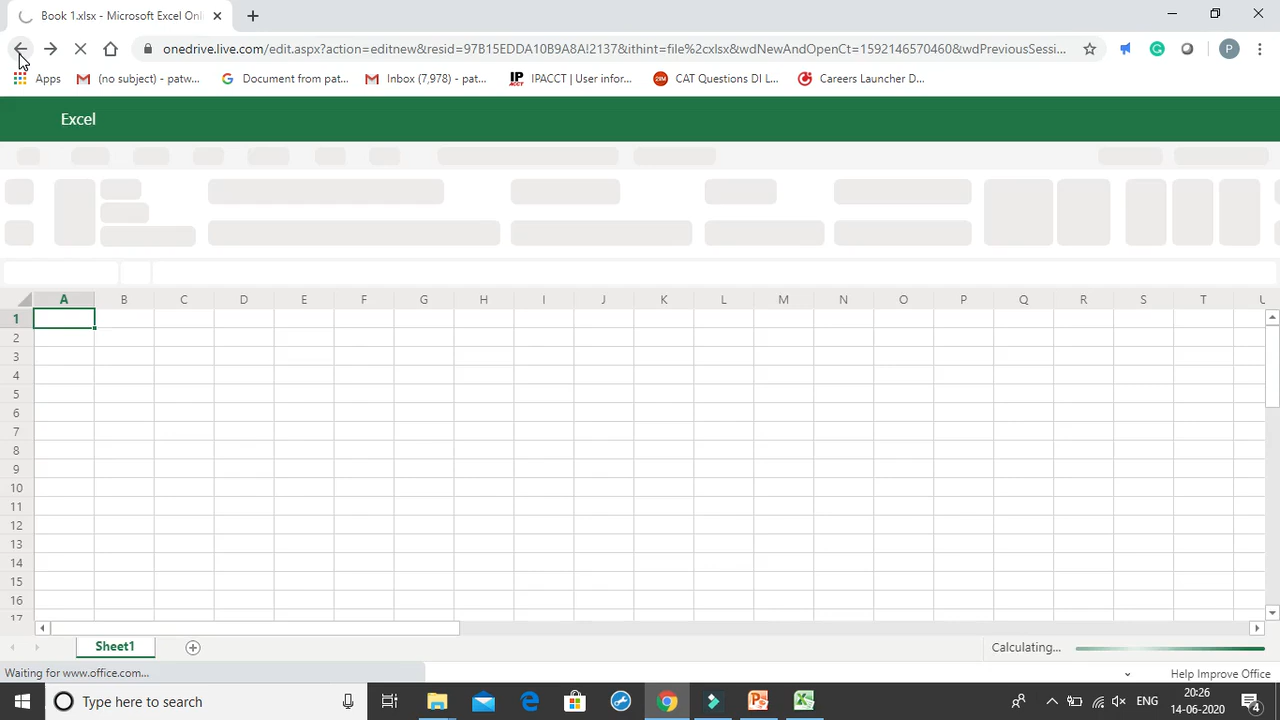 Book 1.xlsx - Microsoft Excel Onli
onedrive.live.com/edit.aspx?action=editnew&resid=97B15EDDA10B9A8A!2137&ithint=file%2cxlsx&wdNewAndOpenCt=1592146570460&wdPreviousSessi...
P
Apps
(no subject) - patw...
Document from pat...
Inbox (7,978) - patw...
IPACCT | User infor...
CAT Questions DI L...
Careers Launcher D...
Excel
A B C D E F G H I J K L M N O P Q R S T U
1
2
3
4
5
6
7
8
9
10
11
12
13
14
15
16
17
Sheet1
Calculating...
Waiting for www.office.com...
Help Improve Office
Type here to search
ENG
20:26
14-06-2020
4